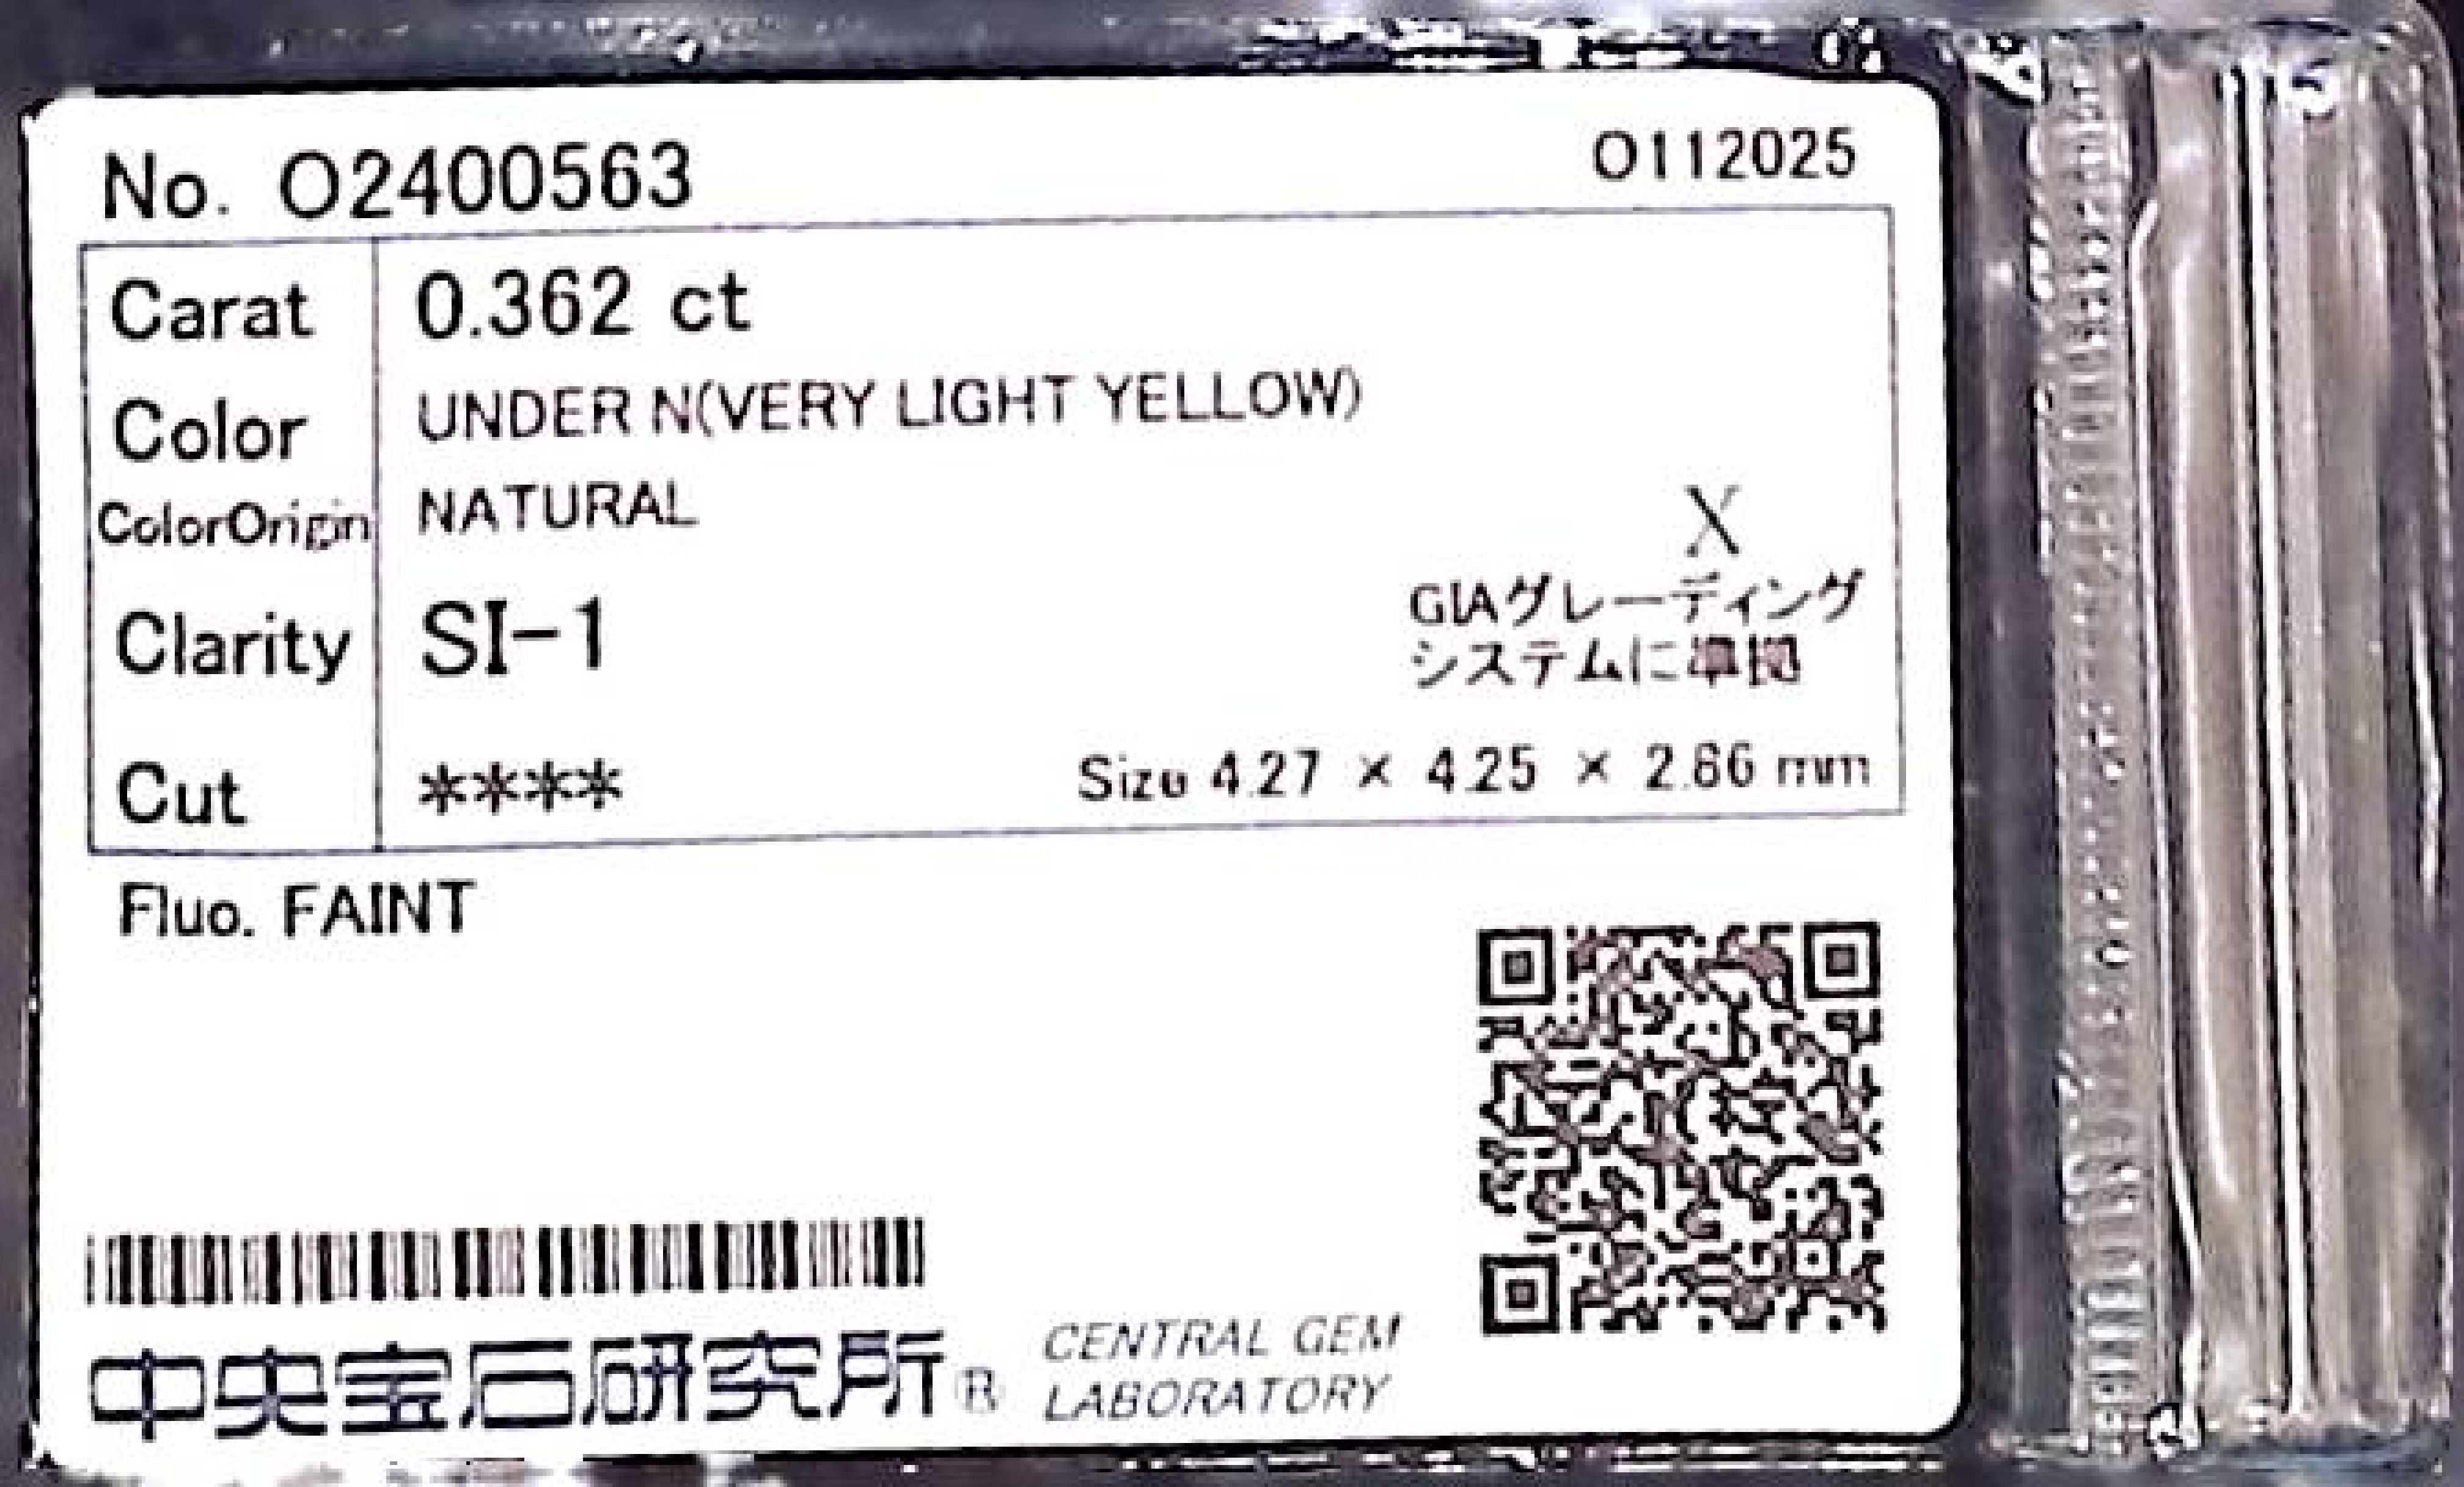 No. O2400563
O112025
Carat 0.362 ct
Color UNDER N(VERY LIGHT YELLOW)
ColorOrigin NATURAL
X
GIAグレーディング
システムに準拠
Clarity SI-1
Cut ****
Size 4.27 × 4.25 × 2.66 mm
Fluo. FAINT
中央宝石研究所®
CENTRAL GEM
LABORATORY